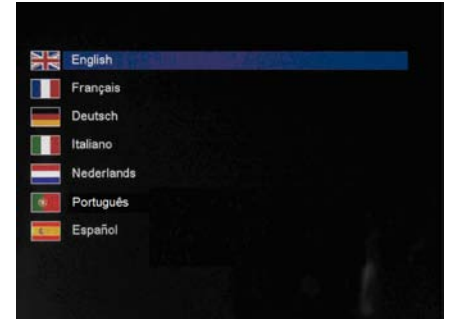 English
Français
Deutsch
Italiano
Nederlands
Português
Español